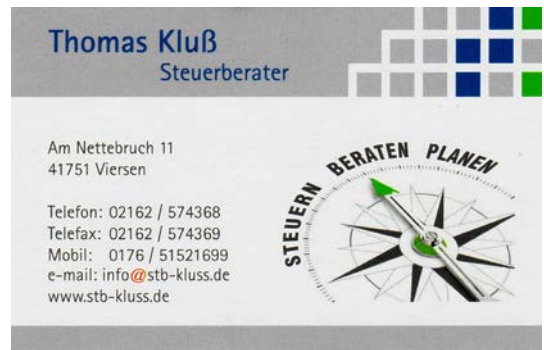 Thomas Kluß
Steuerberater
Am Nettebruch 11
41751 Viersen
Telefon: 02162 / 574368
Telefax: 02162 / 574369
Mobil: 0176 / 51521699
e-mail: info@stb-kluss.de
www.stb-kluss.de
STEUERN BERATEN PLANEN